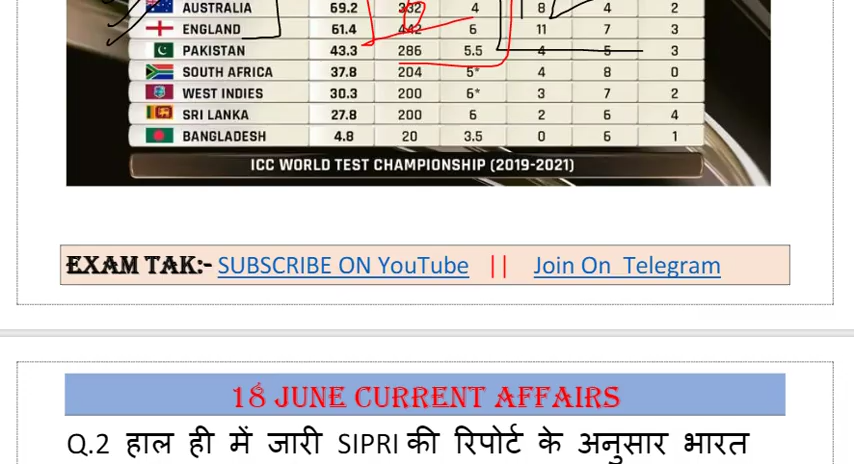 AUSTRALIA 69.2 332 4 8 4 2
ENGLAND 61.4 442 6 11 7 3
PAKISTAN 43.3 286 5.5 4 5 3
SOUTH AFRICA 37.8 204 5* 4 8 0
WEST INDIES 30.3 200 6* 3 7 2
SRI LANKA 27.8 200 6 2 6 4
BANGLADESH 4.8 20 3.5 0 6 1
ICC WORLD TEST CHAMPIONSHIP (2019-2021)
EXAM TAK:- SUBSCRIBE ON YouTube || Join On Telegram
18 JUNE CURRENT AFFAIRS
Q.2 हाल ही में जारी SIPRI की रिपोर्ट के अनुसार भारत